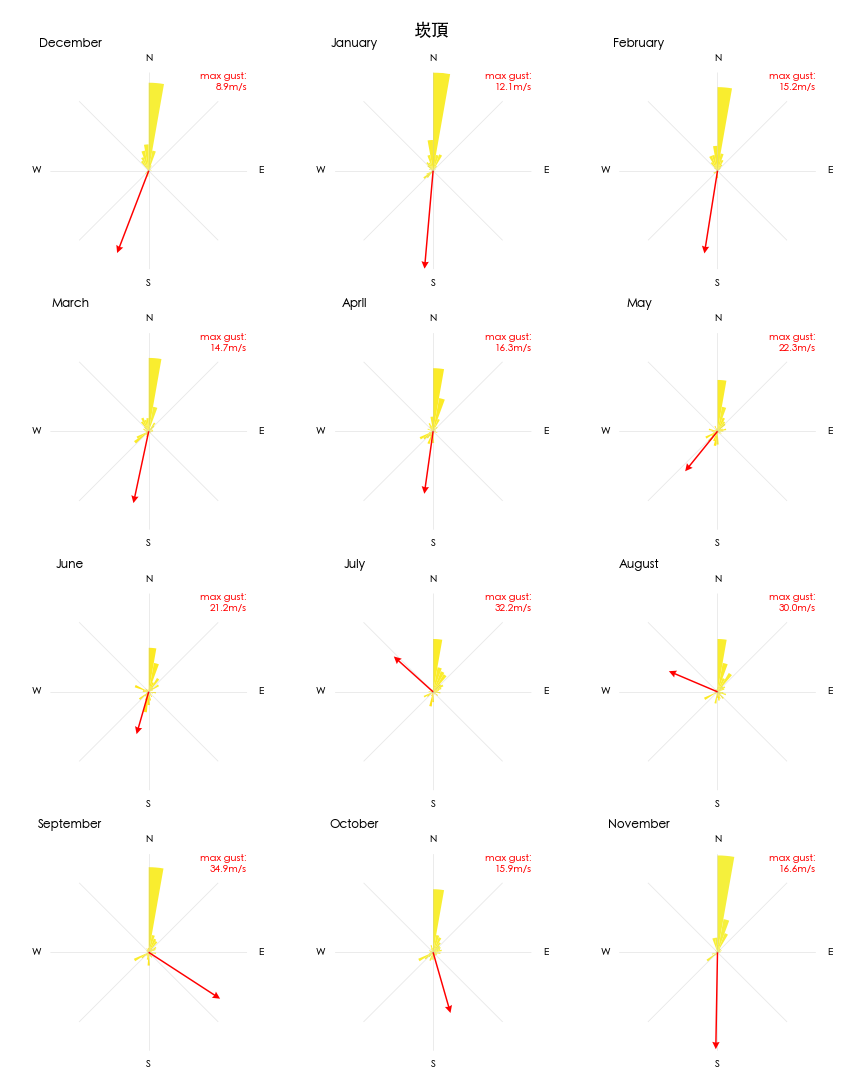 崁頂
December
January
February
N
N
N
max gust:
8.9m/s
max gust:
12.1m/s
max gust:
15.2m/s
W
E
W
E
W
E
S
S
S
March
April
May
N
N
N
max gust:
14.7m/s
max gust:
16.3m/s
max gust:
22.3m/s
W
E
W
E
W
E
S
S
S
June
July
August
N
N
N
max gust:
21.2m/s
max gust:
32.2m/s
max gust:
30.0m/s
W
E
W
E
W
E
S
S
S
September
October
November
N
N
N
max gust:
34.9m/s
max gust:
15.9m/s
max gust:
16.6m/s
W
E
W
E
W
E
S
S
S